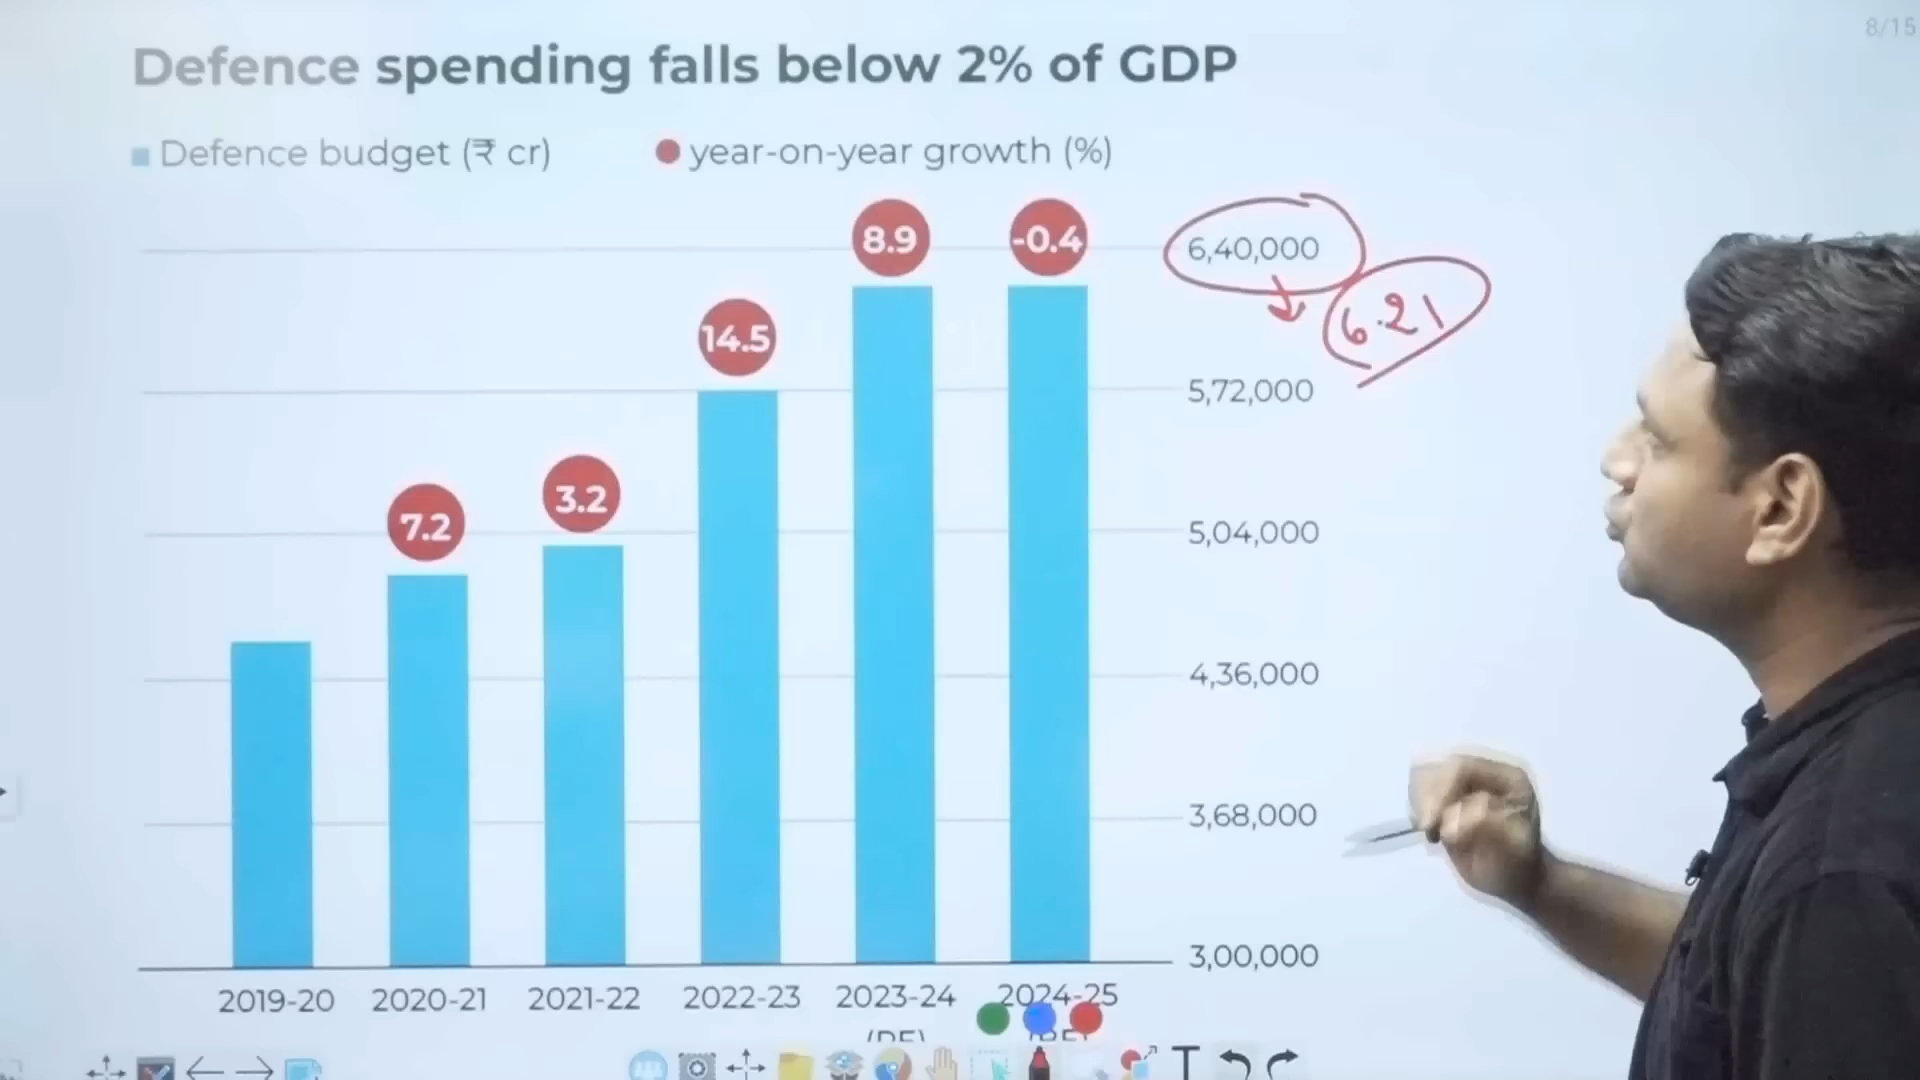 8/15
Defence spending falls below 2% of GDP
Defence budget (₹ cr)
year-on-year growth (%)
8.9
-0.4
6,40,000
6.21
14.5
5,72,000
7.2
3.2
5,04,000
4,36,000
3,68,000
3,00,000
2019-20 2020-21 2021-22 2022-23 2023-24 2024-25
T